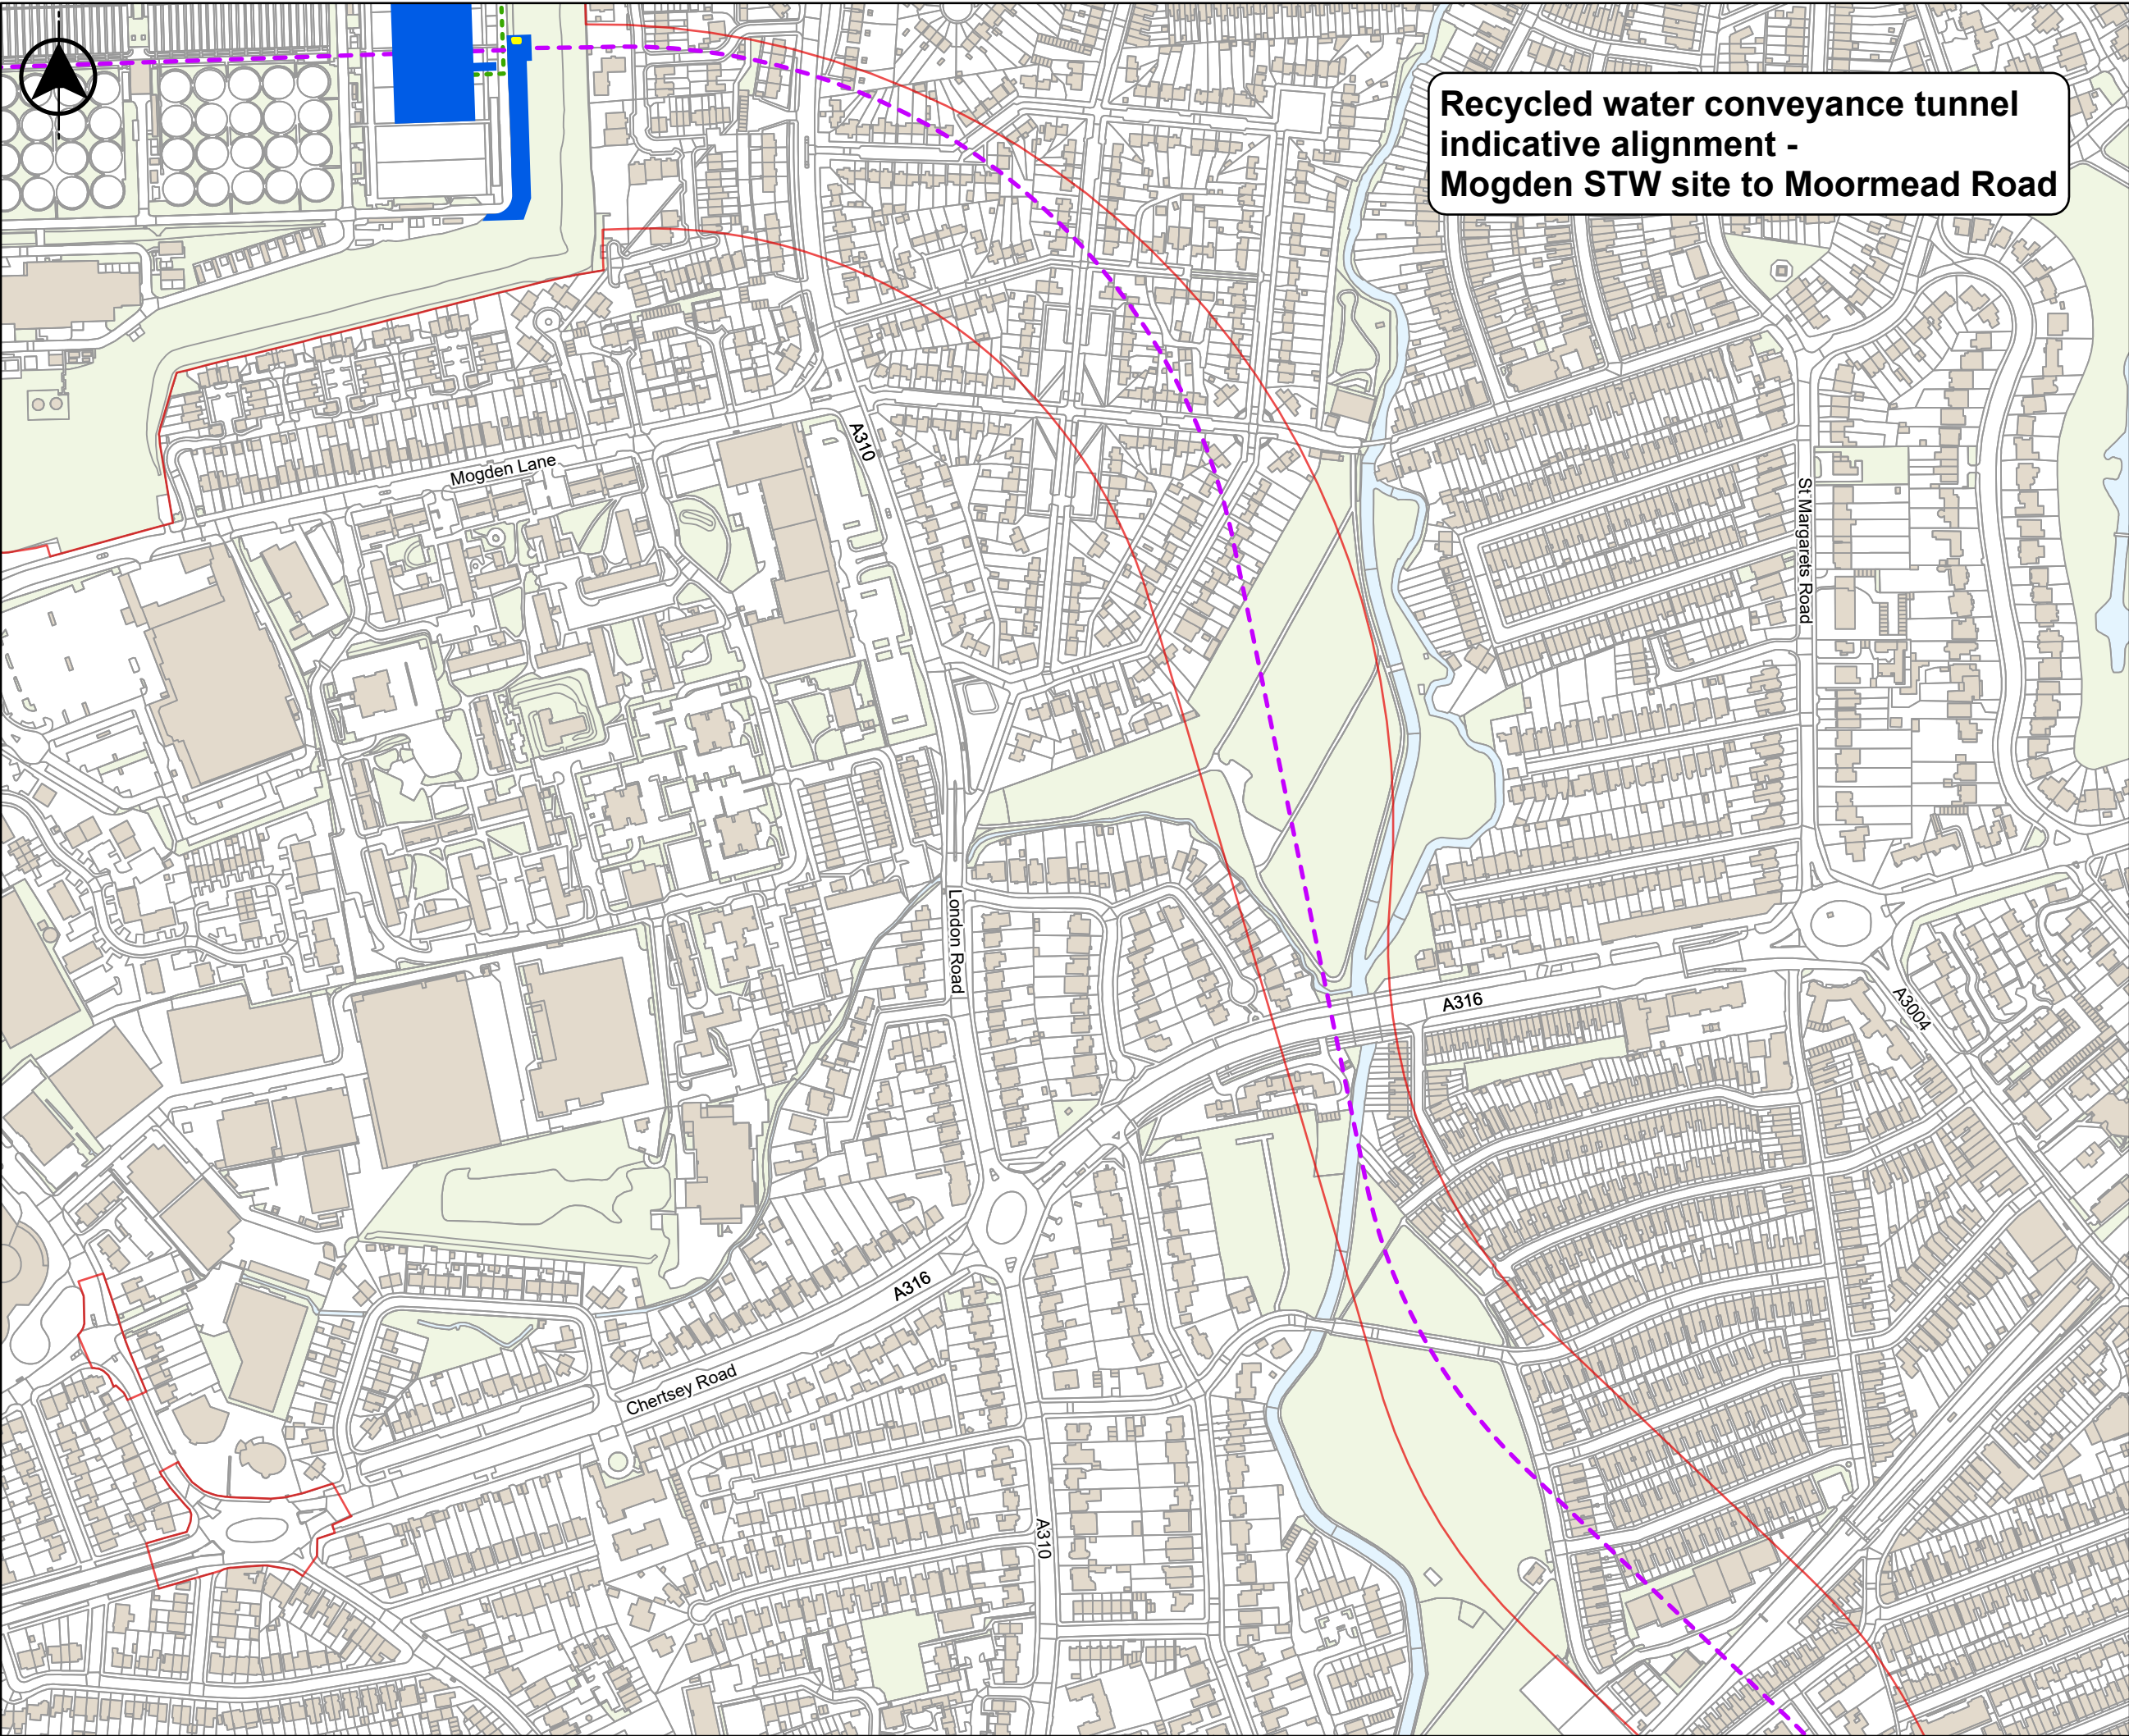 Recycled water conveyance tunnel
indicative alignment -
Mogden STW site to Moormead Road
A310
Mogden Lane
St Margarets Road
London Road
A316
A3004
A316
Chertsey Road
A310